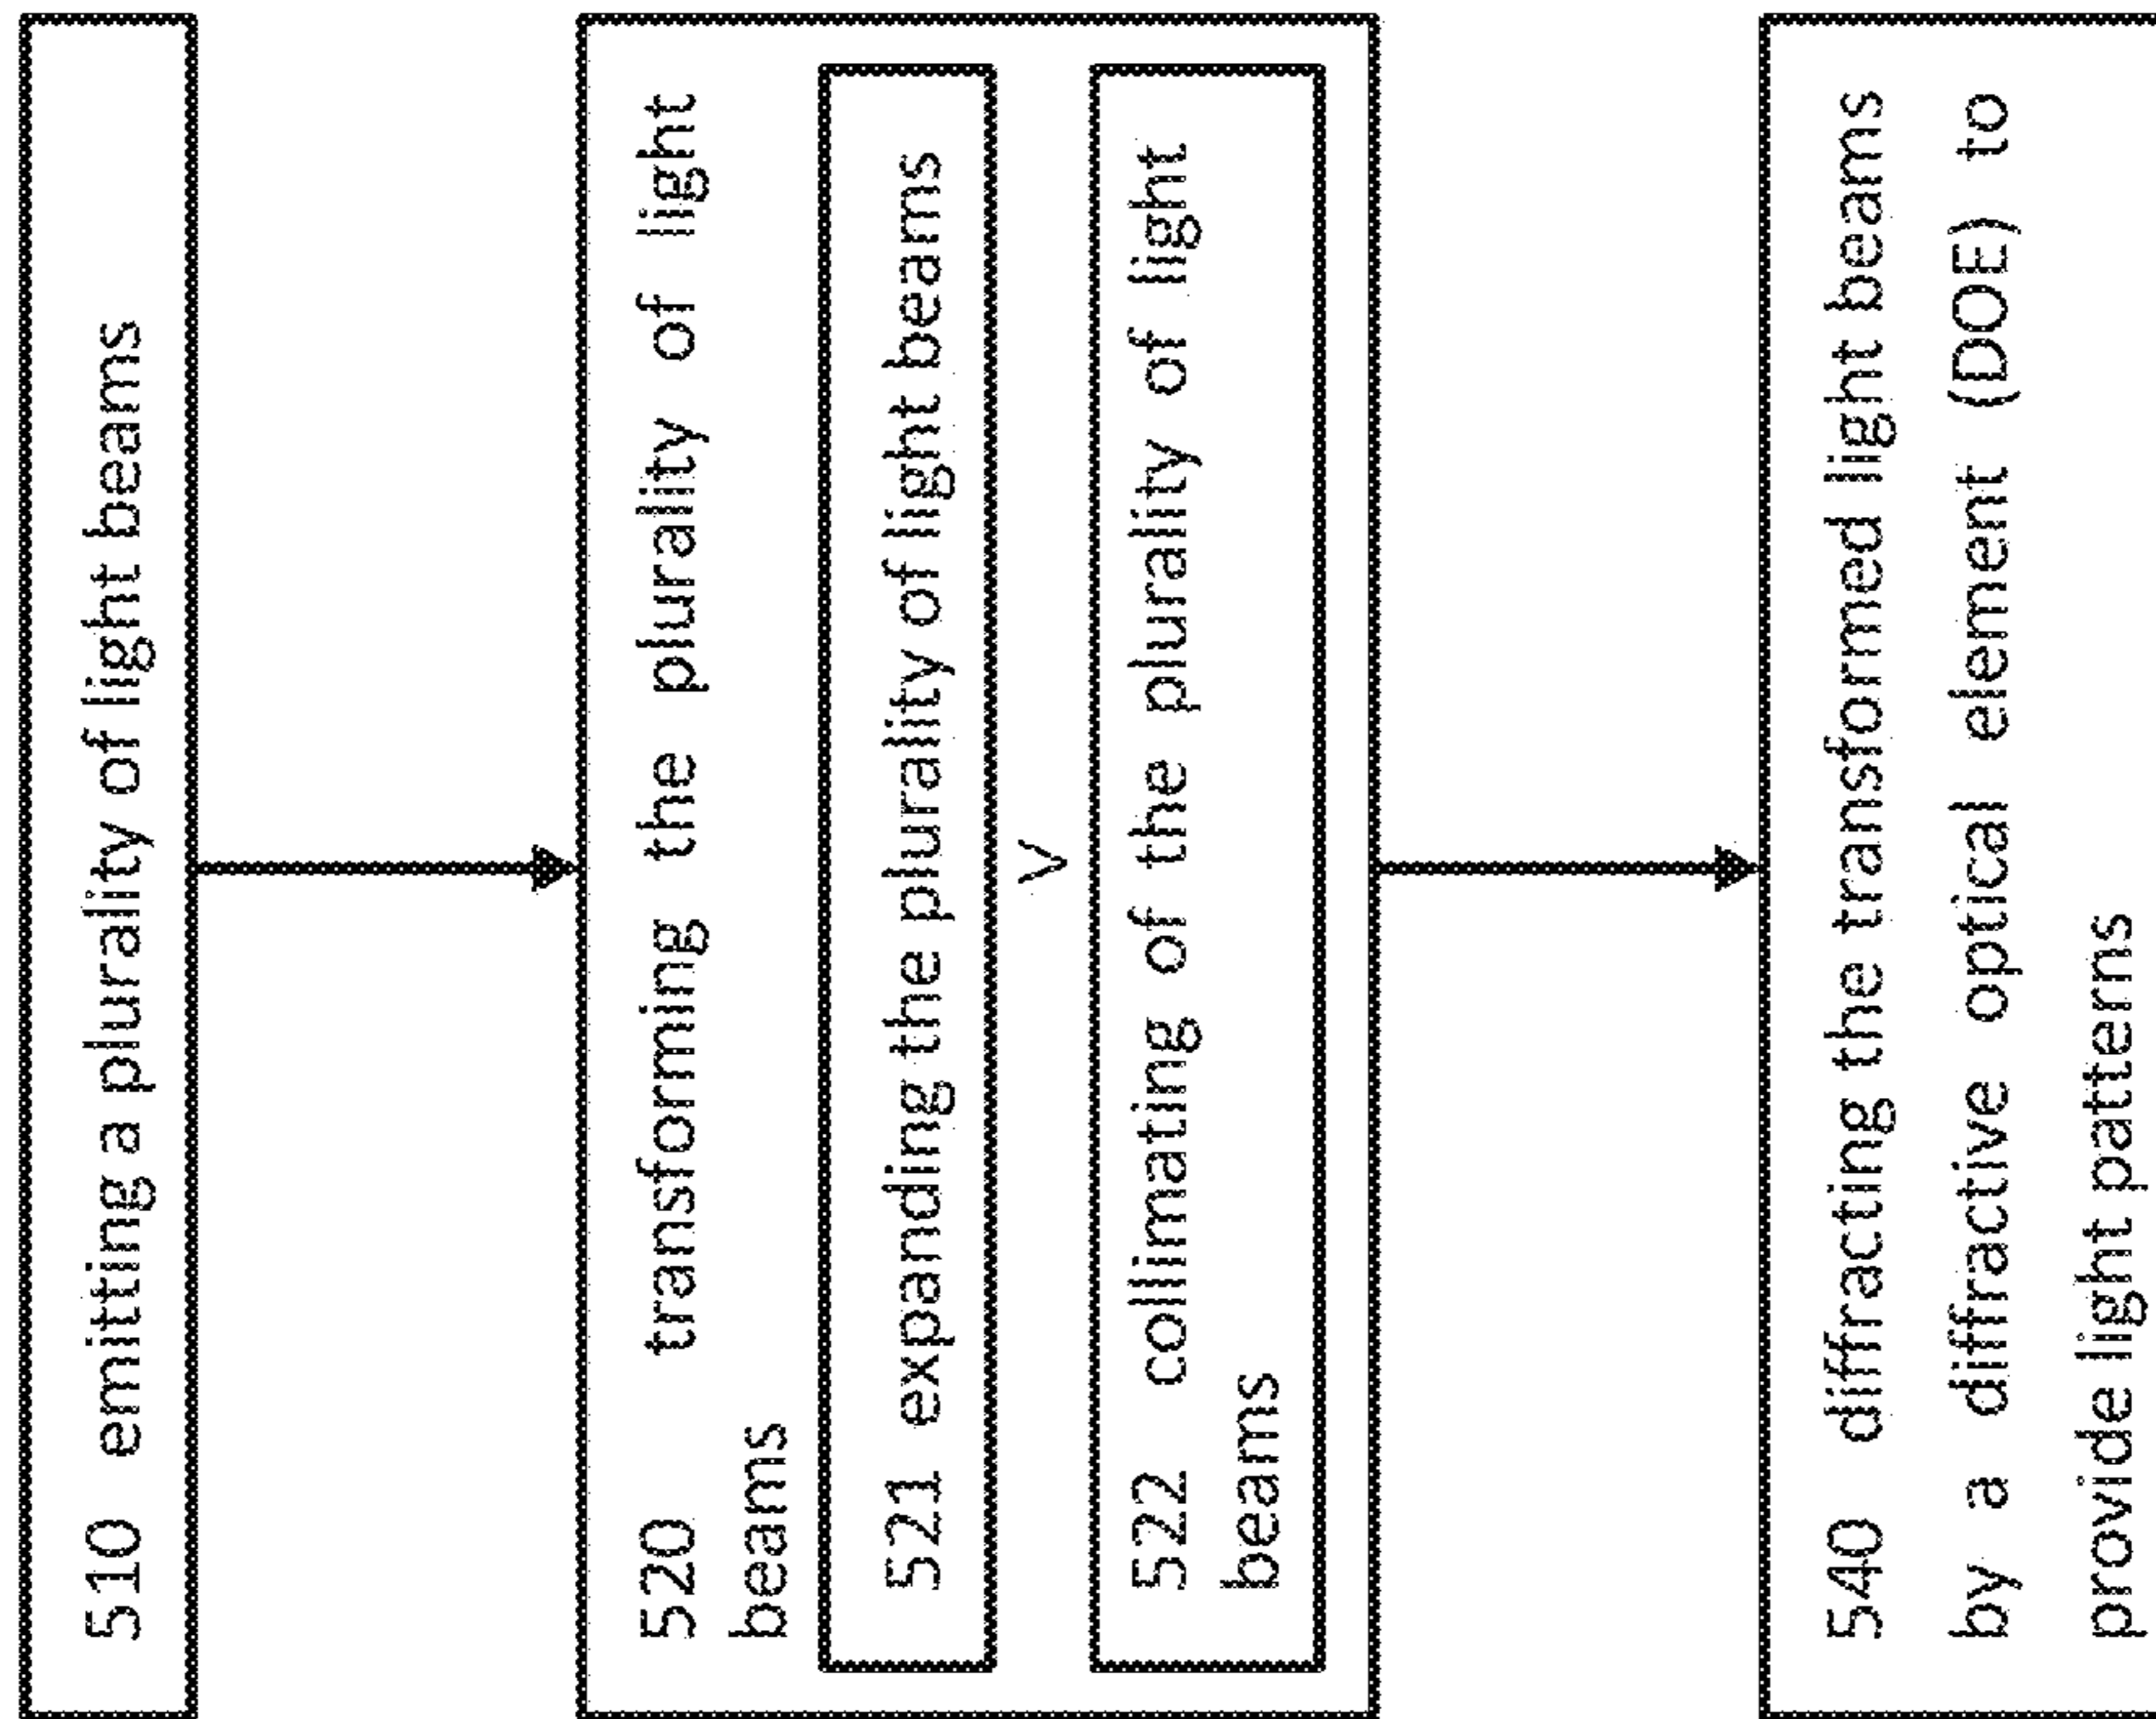 510 emitting a plurality of light beams
520 transforming the plurality of light
beams
521 expanding the plurality of light beams
V
522 collimating of the plurality of light
beams
540 diffracting the transformed light beams
by a diffractive optical element (DOE) to
provide light patterns